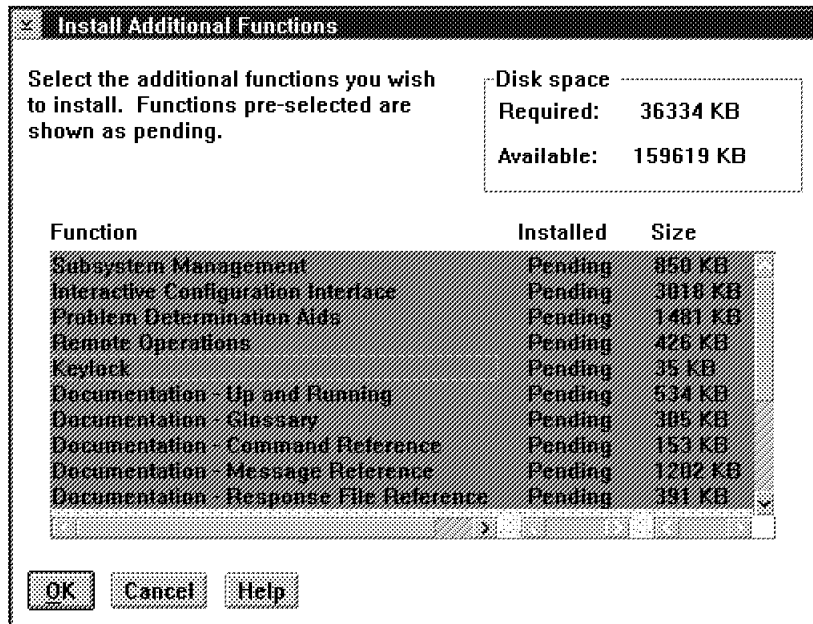 Install Additional Functions
Select the additional functions you wish
to install. Functions pre-selected are
shown as pending.
Disk space
Required: 36334 KB
Available: 159619 KB
Function Installed Size
Subsystem Management Pending 850 KB
Interactive Configuration Interface Pending 3018 KB
Problem Determination Aids Pending 1481 KB
Remote Operations Pending 426 KB
Keylock Pending 35 KB
Documentation - Up and Running Pending 534 KB
Documentation - Glossary Pending 305 KB
Documentation - Command Reference Pending 153 KB
Documentation - Message Reference Pending 1202 KB
Documentation - Response File Reference Pending 391 KB
OK Cancel Help